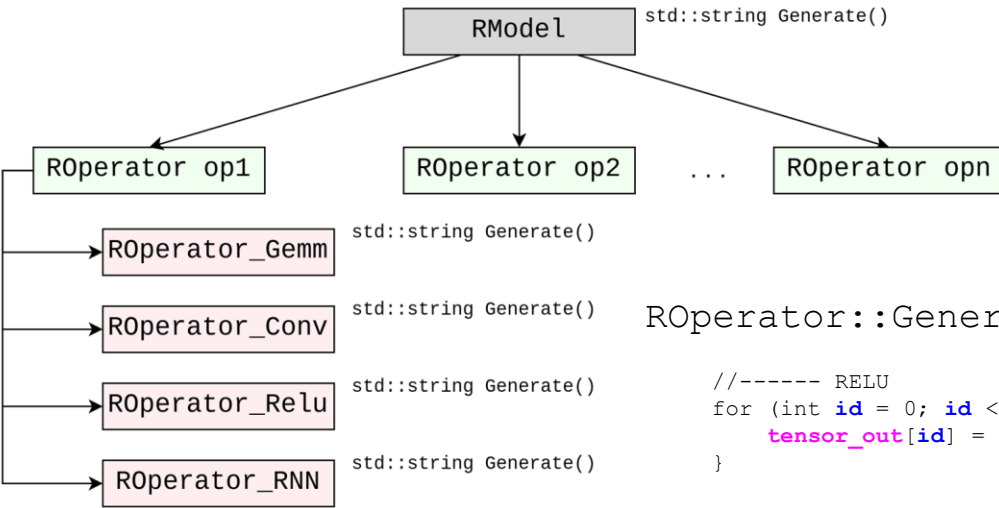 RModel
std::string Generate()
ROperator op1
ROperator op2
...
ROperator opn
ROperator_Gemm
std::string Generate()
ROperator_Conv
std::string Generate()
ROperator_Relu
std::string Generate()
ROperator_RNN
std::string Generate()
ROperator::Gener
//------ RELU
for (int id = 0; id <
tensor_out[id] =
}